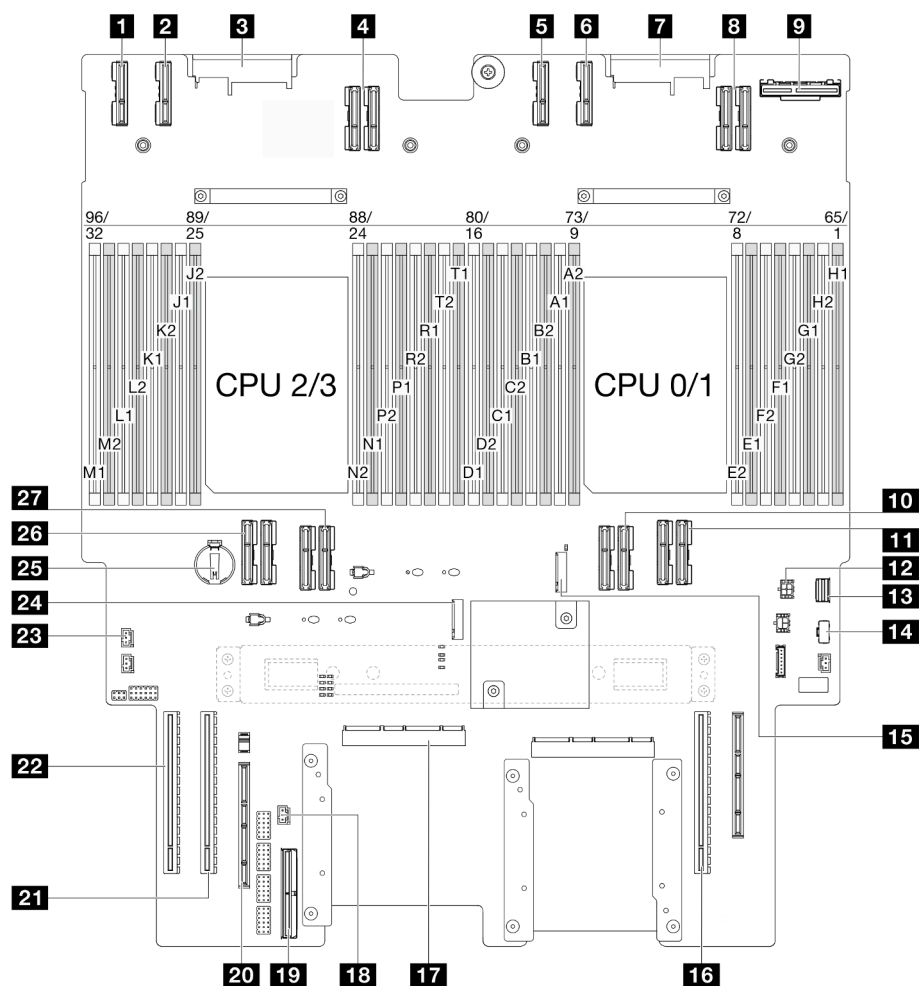 1 2 3 4 5 6 7 8 9
96/ 89/ 88/ 80/ 73/ 72/ 65/
32 25 24 16 9 8 1
J2 T1 A2 H1
J1 T2 A1 H2
K2 R1 B2 G1
K1 R2 B1 G2
CPU 2/3 CPU 0/1
L2 P1 C2 F1
L1 P2 C1 F2
M2 N1 D2 E1
M1 N2 D1 E2
27 10
26 11
25 12
13
24
23 14
15
22
21
20 19 18 17 16